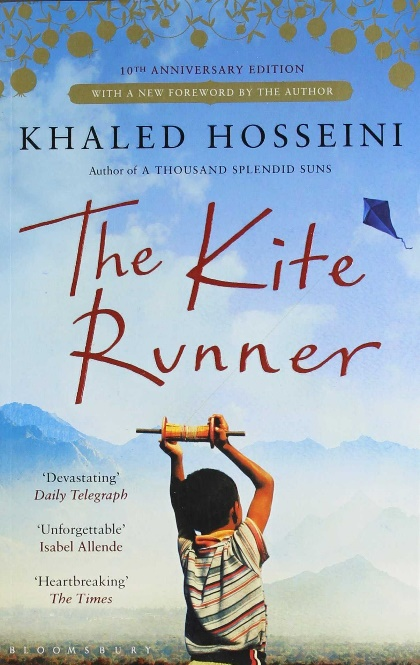 10TH ANNIVERSARY EDITION
WITH A NEW FOREWORD BY THE AUTHOR
KHALED HOSSEINI
Author of A THOUSAND SPLENDID SUNS
The Kite
Runner
‘Devastating’
Daily Telegraph
‘Unforgettable’
Isabel Allende
‘Heartbreaking’
The Times
BLOOMSBURY